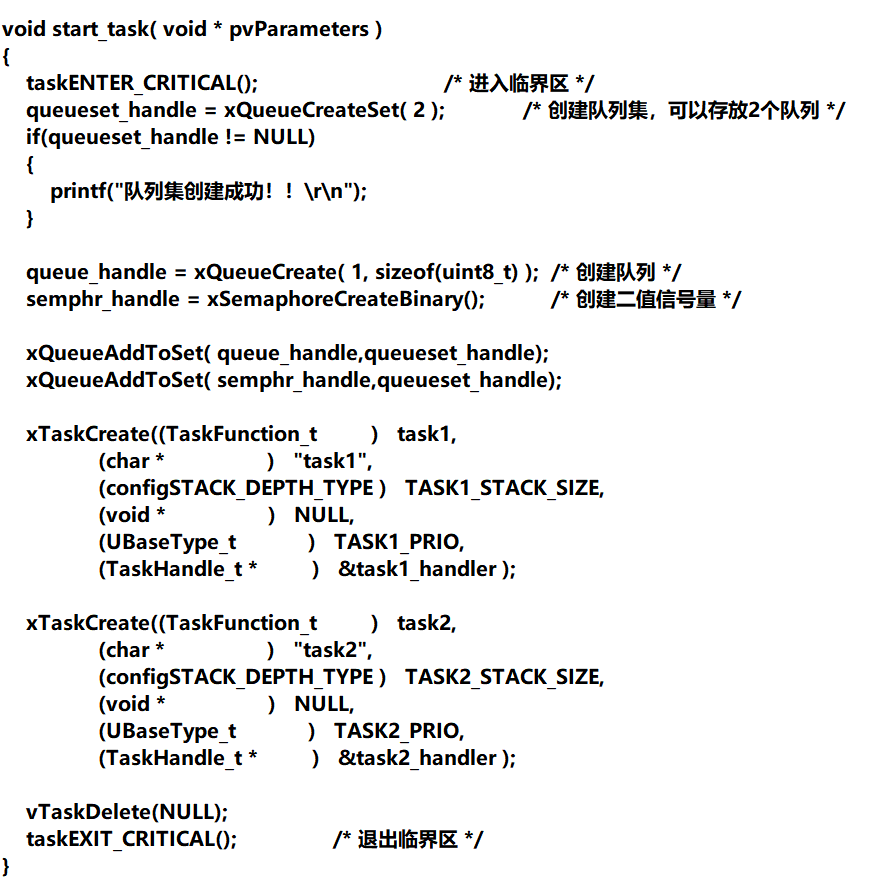 void start_task( void * pvParameters )
{
    taskENTER_CRITICAL();                               /* 进入临界区 */
    queueset_handle = xQueueCreateSet( 2 );             /* 创建队列集，可以存放2个队列 */
    if(queueset_handle != NULL)
    {
        printf("队列集创建成功！！\r\n");
    }

    queue_handle = xQueueCreate( 1, sizeof(uint8_t) );  /* 创建队列 */
    semphr_handle = xSemaphoreCreateBinary();           /* 创建二值信号量 */

    xQueueAddToSet( queue_handle,queueset_handle);
    xQueueAddToSet( semphr_handle,queueset_handle);

    xTaskCreate((TaskFunction_t         )   task1,
                (char *                 )   "task1",
                (configSTACK_DEPTH_TYPE )   TASK1_STACK_SIZE,
                (void *                 )   NULL,
                (UBaseType_t            )   TASK1_PRIO,
                (TaskHandle_t *         )   &task1_handler );

    xTaskCreate((TaskFunction_t         )   task2,
                (char *                 )   "task2",
                (configSTACK_DEPTH_TYPE )   TASK2_STACK_SIZE,
                (void *                 )   NULL,
                (UBaseType_t            )   TASK2_PRIO,
                (TaskHandle_t *         )   &task2_handler );

    vTaskDelete(NULL);
    taskEXIT_CRITICAL();                /* 退出临界区 */
}